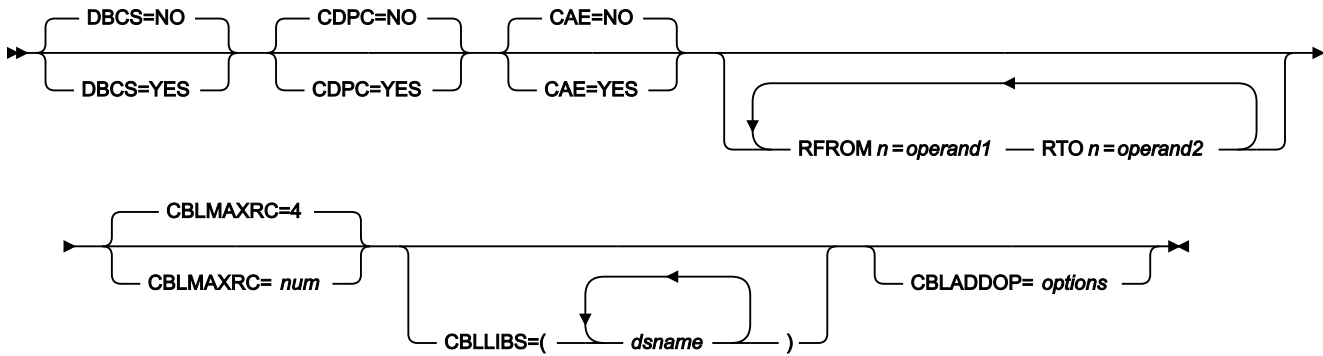 DBCS=NO CDPC=NO CAE=NO
DBCS=YES CDPC=YES CAE=YES
RFROM n=operand1 RTO n=operand2
CBLMAXRC=4
CBLMAXRC= num CBLADDOP= options
CBLLIBS=( dsname )